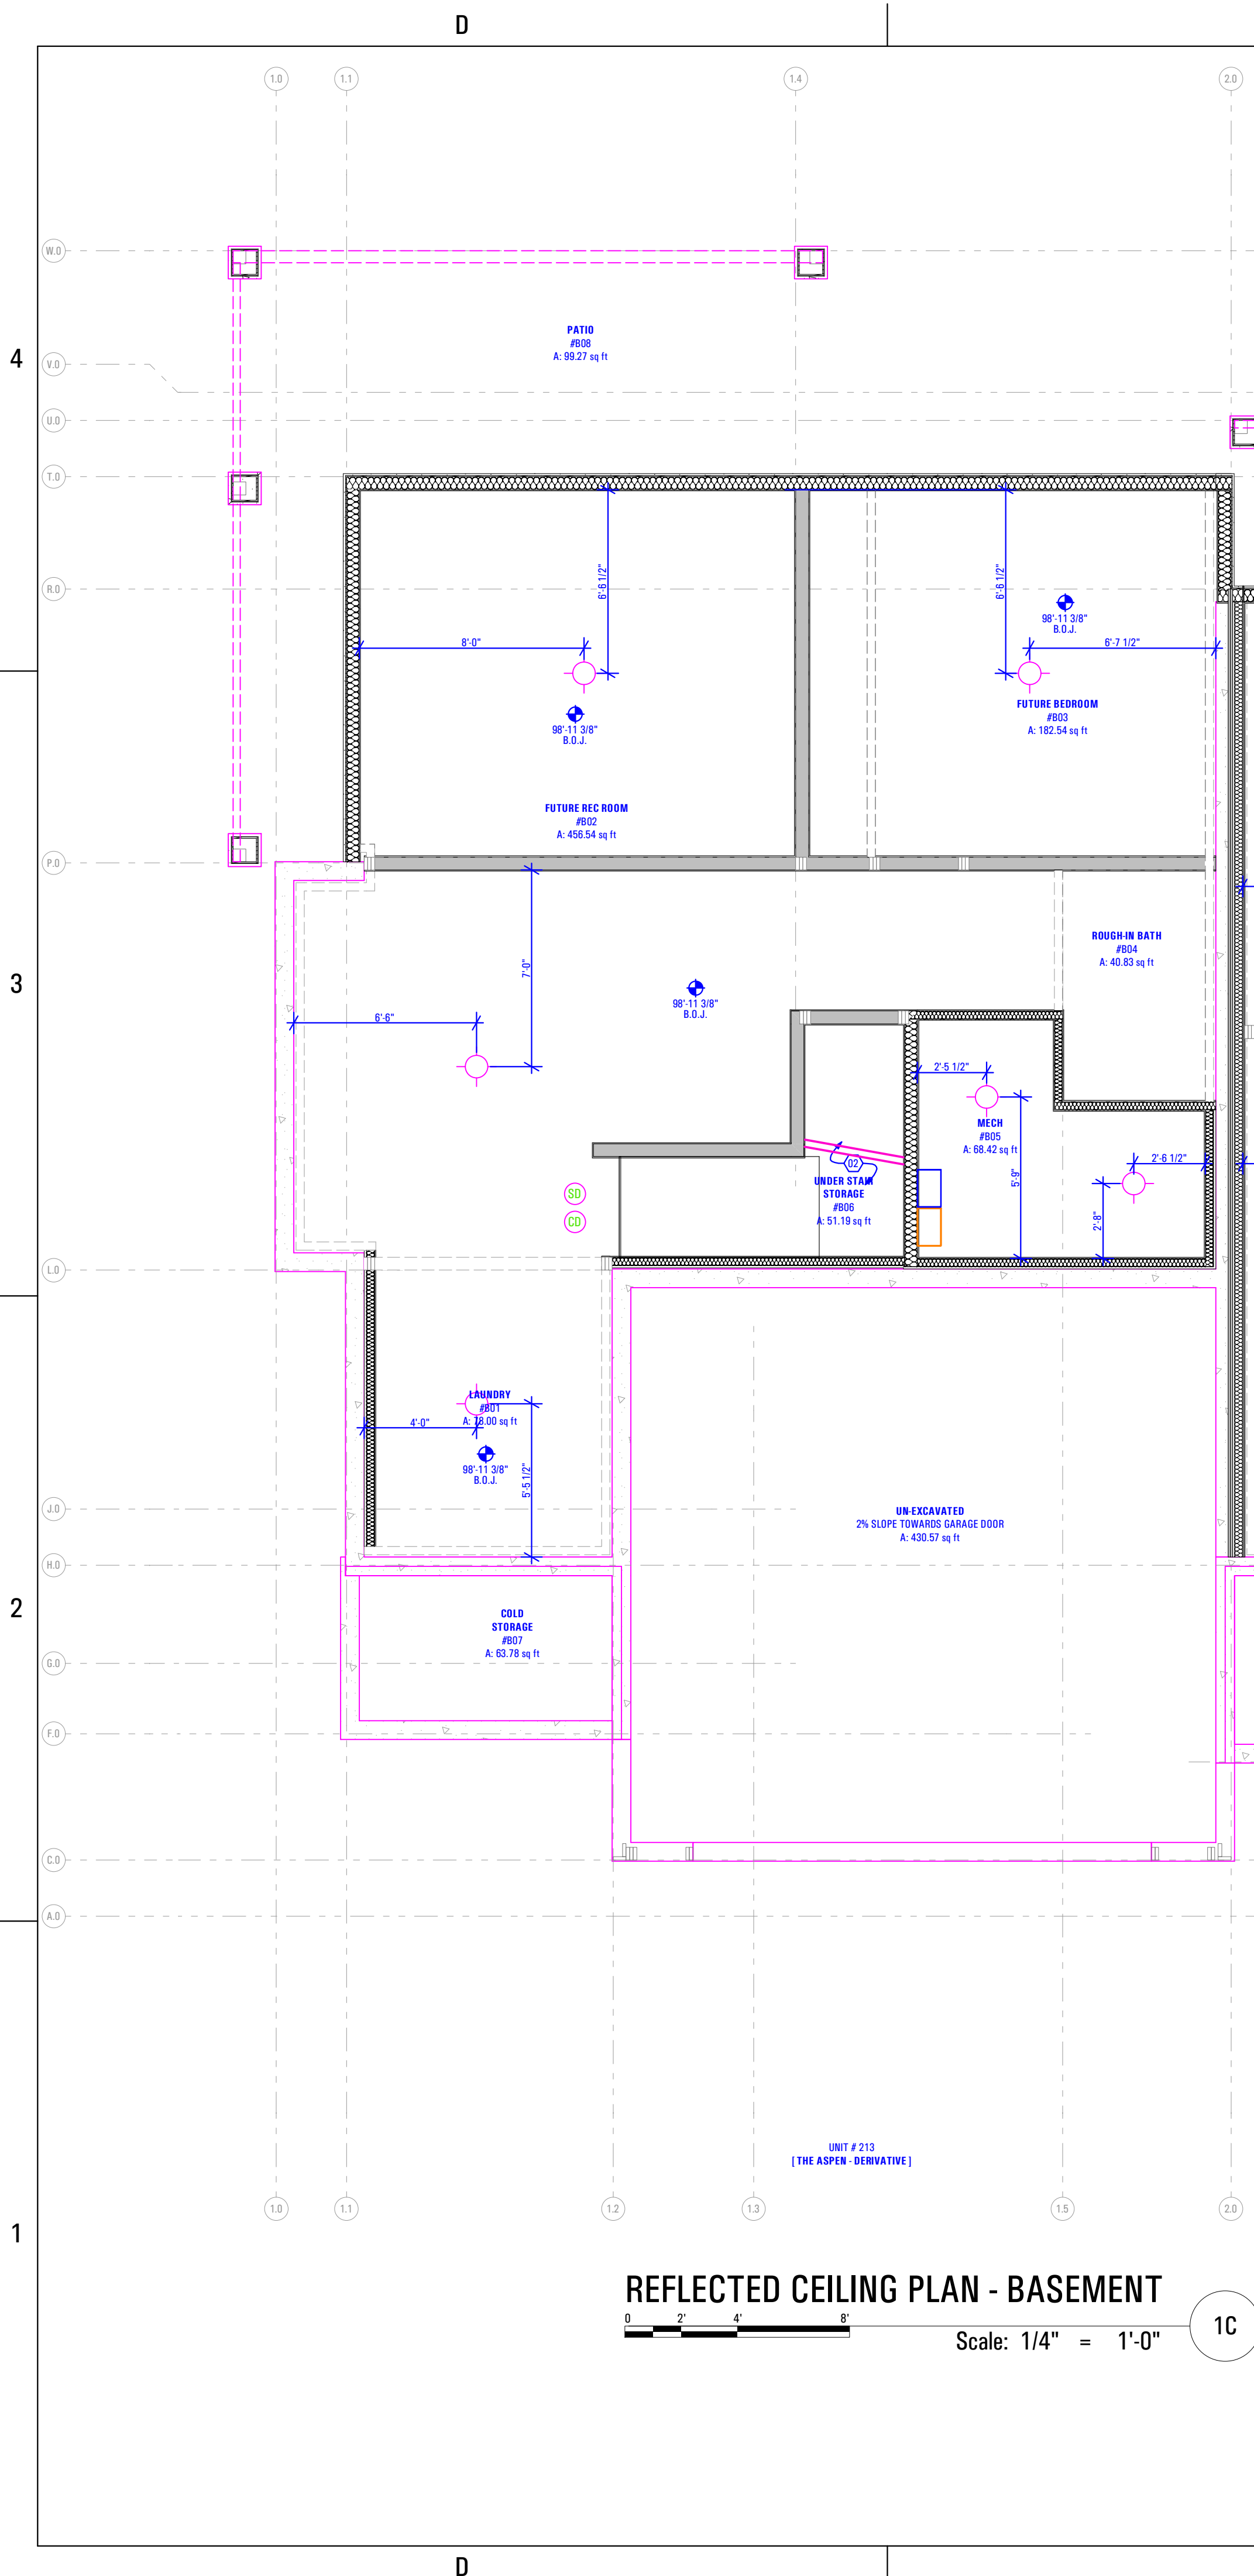 D
1.0
1.1
1.4
2.0
W.0
PATIO
#B08
A: 99.27 sq ft
4
V.0
U.0
T.0
R.0
6'-6 1/2"
6'-6 1/2"
98'-11 3/8"
B.O.J.
8'-0"
6'-7 1/2"
FUTURE BEDROOM
#B03
A: 182.54 sq ft
98'-11 3/8"
B.O.J.
FUTURE REC ROOM
#B02
A: 456.54 sq ft
P.0
ROUGH-IN BATH
#B04
A: 40.83 sq ft
7'-0"
3
98'-11 3/8"
B.O.J.
6'-6"
2'-5 1/2"
MECH
#B05
A: 68.42 sq ft
02
2'-6 1/2"
5'-9"
UNDER STAIR
STORAGE
#B06
A: 51.19 sq ft
SD
CD
2'-8"
L.0
LAUNDRY
#B01
A: 78.00 sq ft
4'-0"
98'-11 3/8"
B.O.J.
5'-5 1/2"
J.0
UN-EXCAVATED
2% SLOPE TOWARDS GARAGE DOOR
A: 430.57 sq ft
H.0
2
COLD
STORAGE
#B07
A: 63.78 sq ft
G.0
F.0
C.0
A.0
UNIT # 213
[ THE ASPEN - DERIVATIVE ]
1.0
1.1
1.2
1.3
1.5
2.0
1
REFLECTED CEILING PLAN - BASEMENT
0 2' 4' 8'
1C
Scale: 1/4" = 1'-0"
D